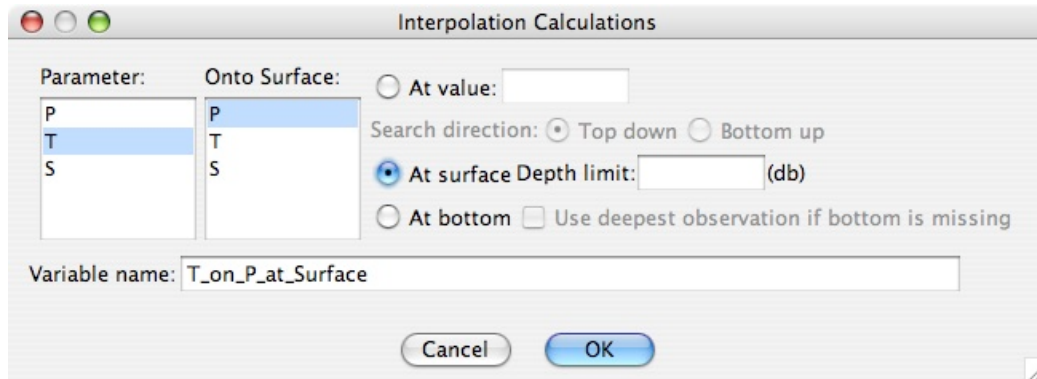 Interpolation Calculations
Parameter: Onto Surface:
At value:
P P
Search direction: Top down Bottom up
T T
S S
At surface Depth limit: (db)
At bottom Use deepest observation if bottom is missing
Variable name: T_on_P_at_Surface
Cancel OK